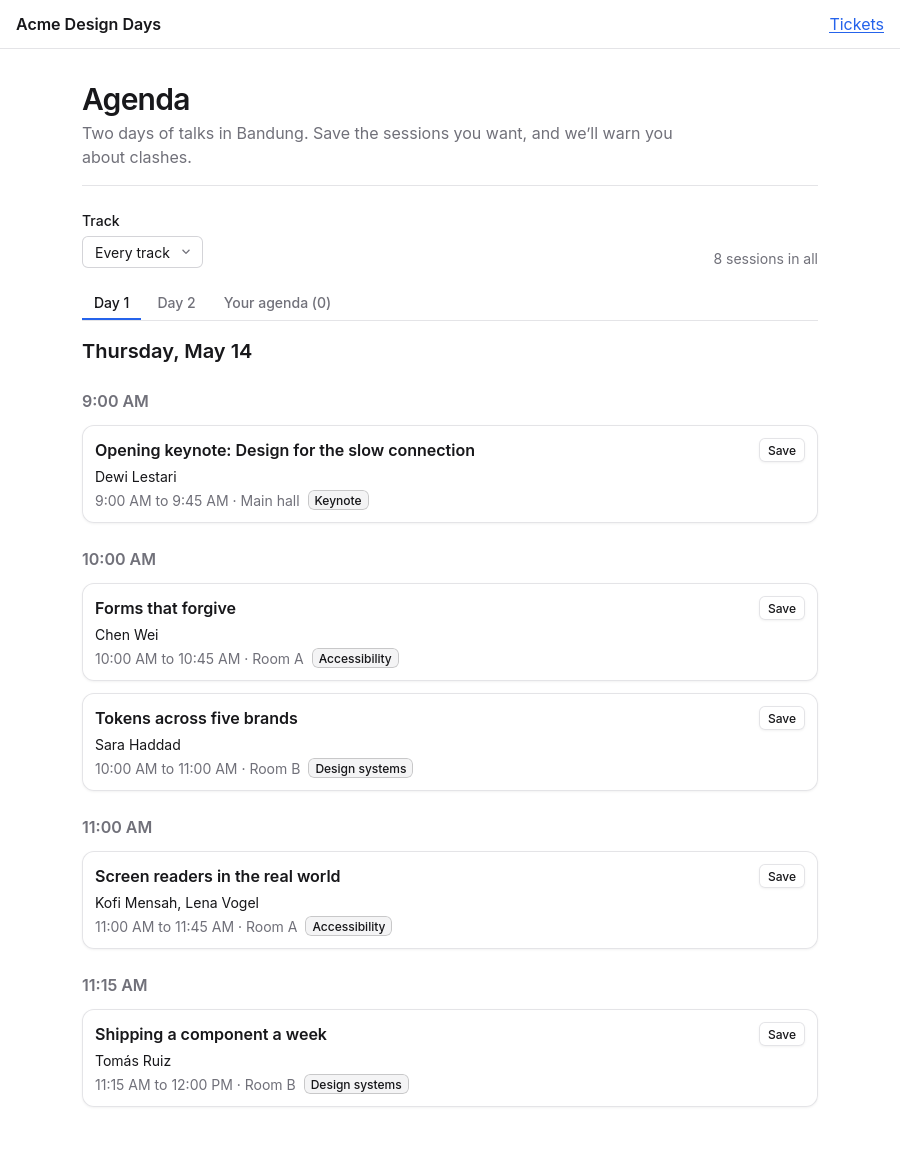 Acme Design Days
Tickets
Agenda
Two days of talks in Bandung. Save the sessions you want, and we’ll warn you
about clashes.
Track
Every track
8 sessions in all
Day 1
Day 2
Your agenda (0)
Thursday, May 14
9:00 AM
Opening keynote: Design for the slow connection
Save
Dewi Lestari
9:00 AM to 9:45 AM · Main hall
Keynote
10:00 AM
Forms that forgive
Save
Chen Wei
10:00 AM to 10:45 AM · Room A
Accessibility
Tokens across five brands
Save
Sara Haddad
10:00 AM to 11:00 AM · Room B
Design systems
11:00 AM
Screen readers in the real world
Save
Kofi Mensah, Lena Vogel
11:00 AM to 11:45 AM · Room A
Accessibility
11:15 AM
Shipping a component a week
Save
Tomás Ruiz
11:15 AM to 12:00 PM · Room B
Design systems